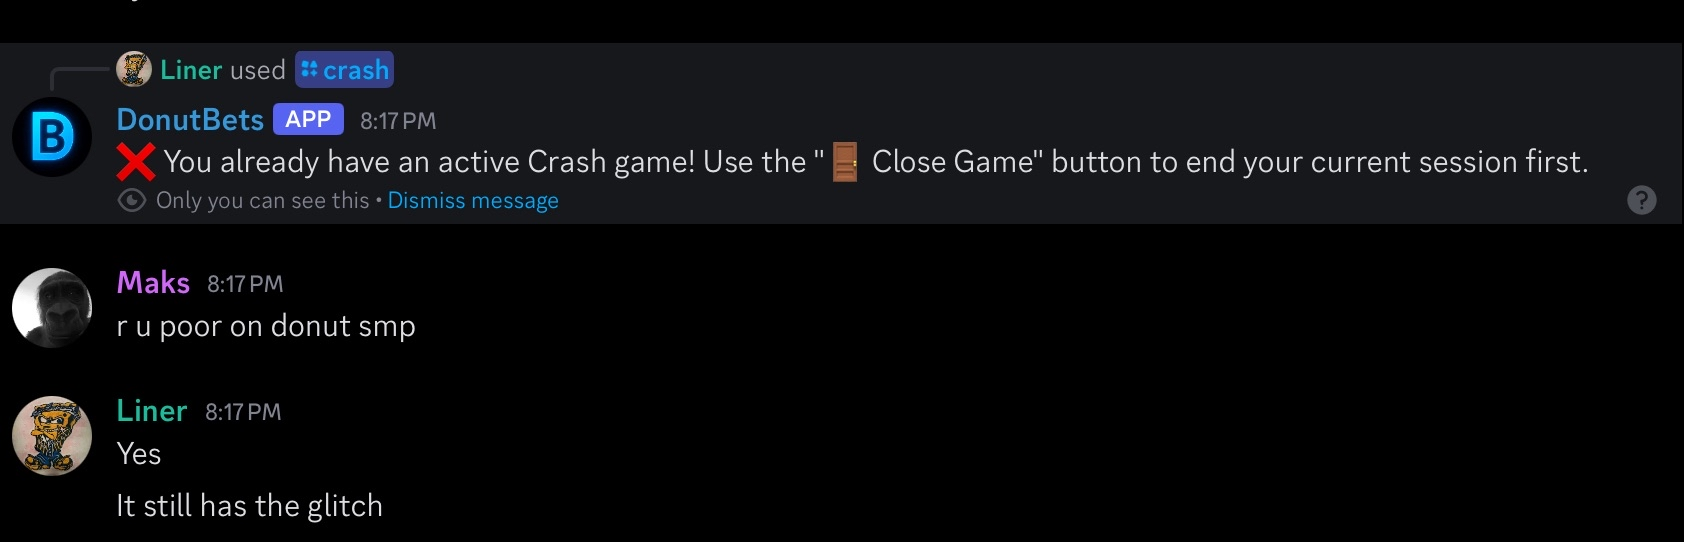 Liner used crash
DonutBets APP 8:17 PM
❌ You already have an active Crash game! Use the "🚪 Close Game" button to end your current session first.
Only you can see this • Dismiss message
Maks 8:17 PM
r u poor on donut smp
Liner 8:17 PM
Yes
It still has the glitch